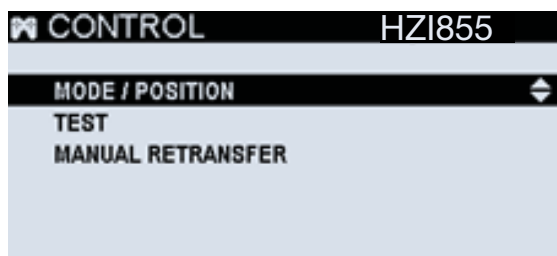 CONTROL HZI855
MODE / POSITION
TEST
MANUAL RETRANSFER